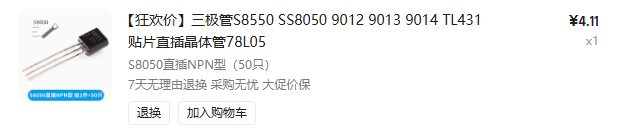 S8050
S8050直插NPN型 拍1件=50只
【狂欢价】三极管S8550 SS8050 9012 9013 9014 TL431
贴片直插晶体管78L05
¥4.11
x1
S8050直插NPN型（50只）
7天无理由退换 采购无忧 大促价保
退换
加入购物车